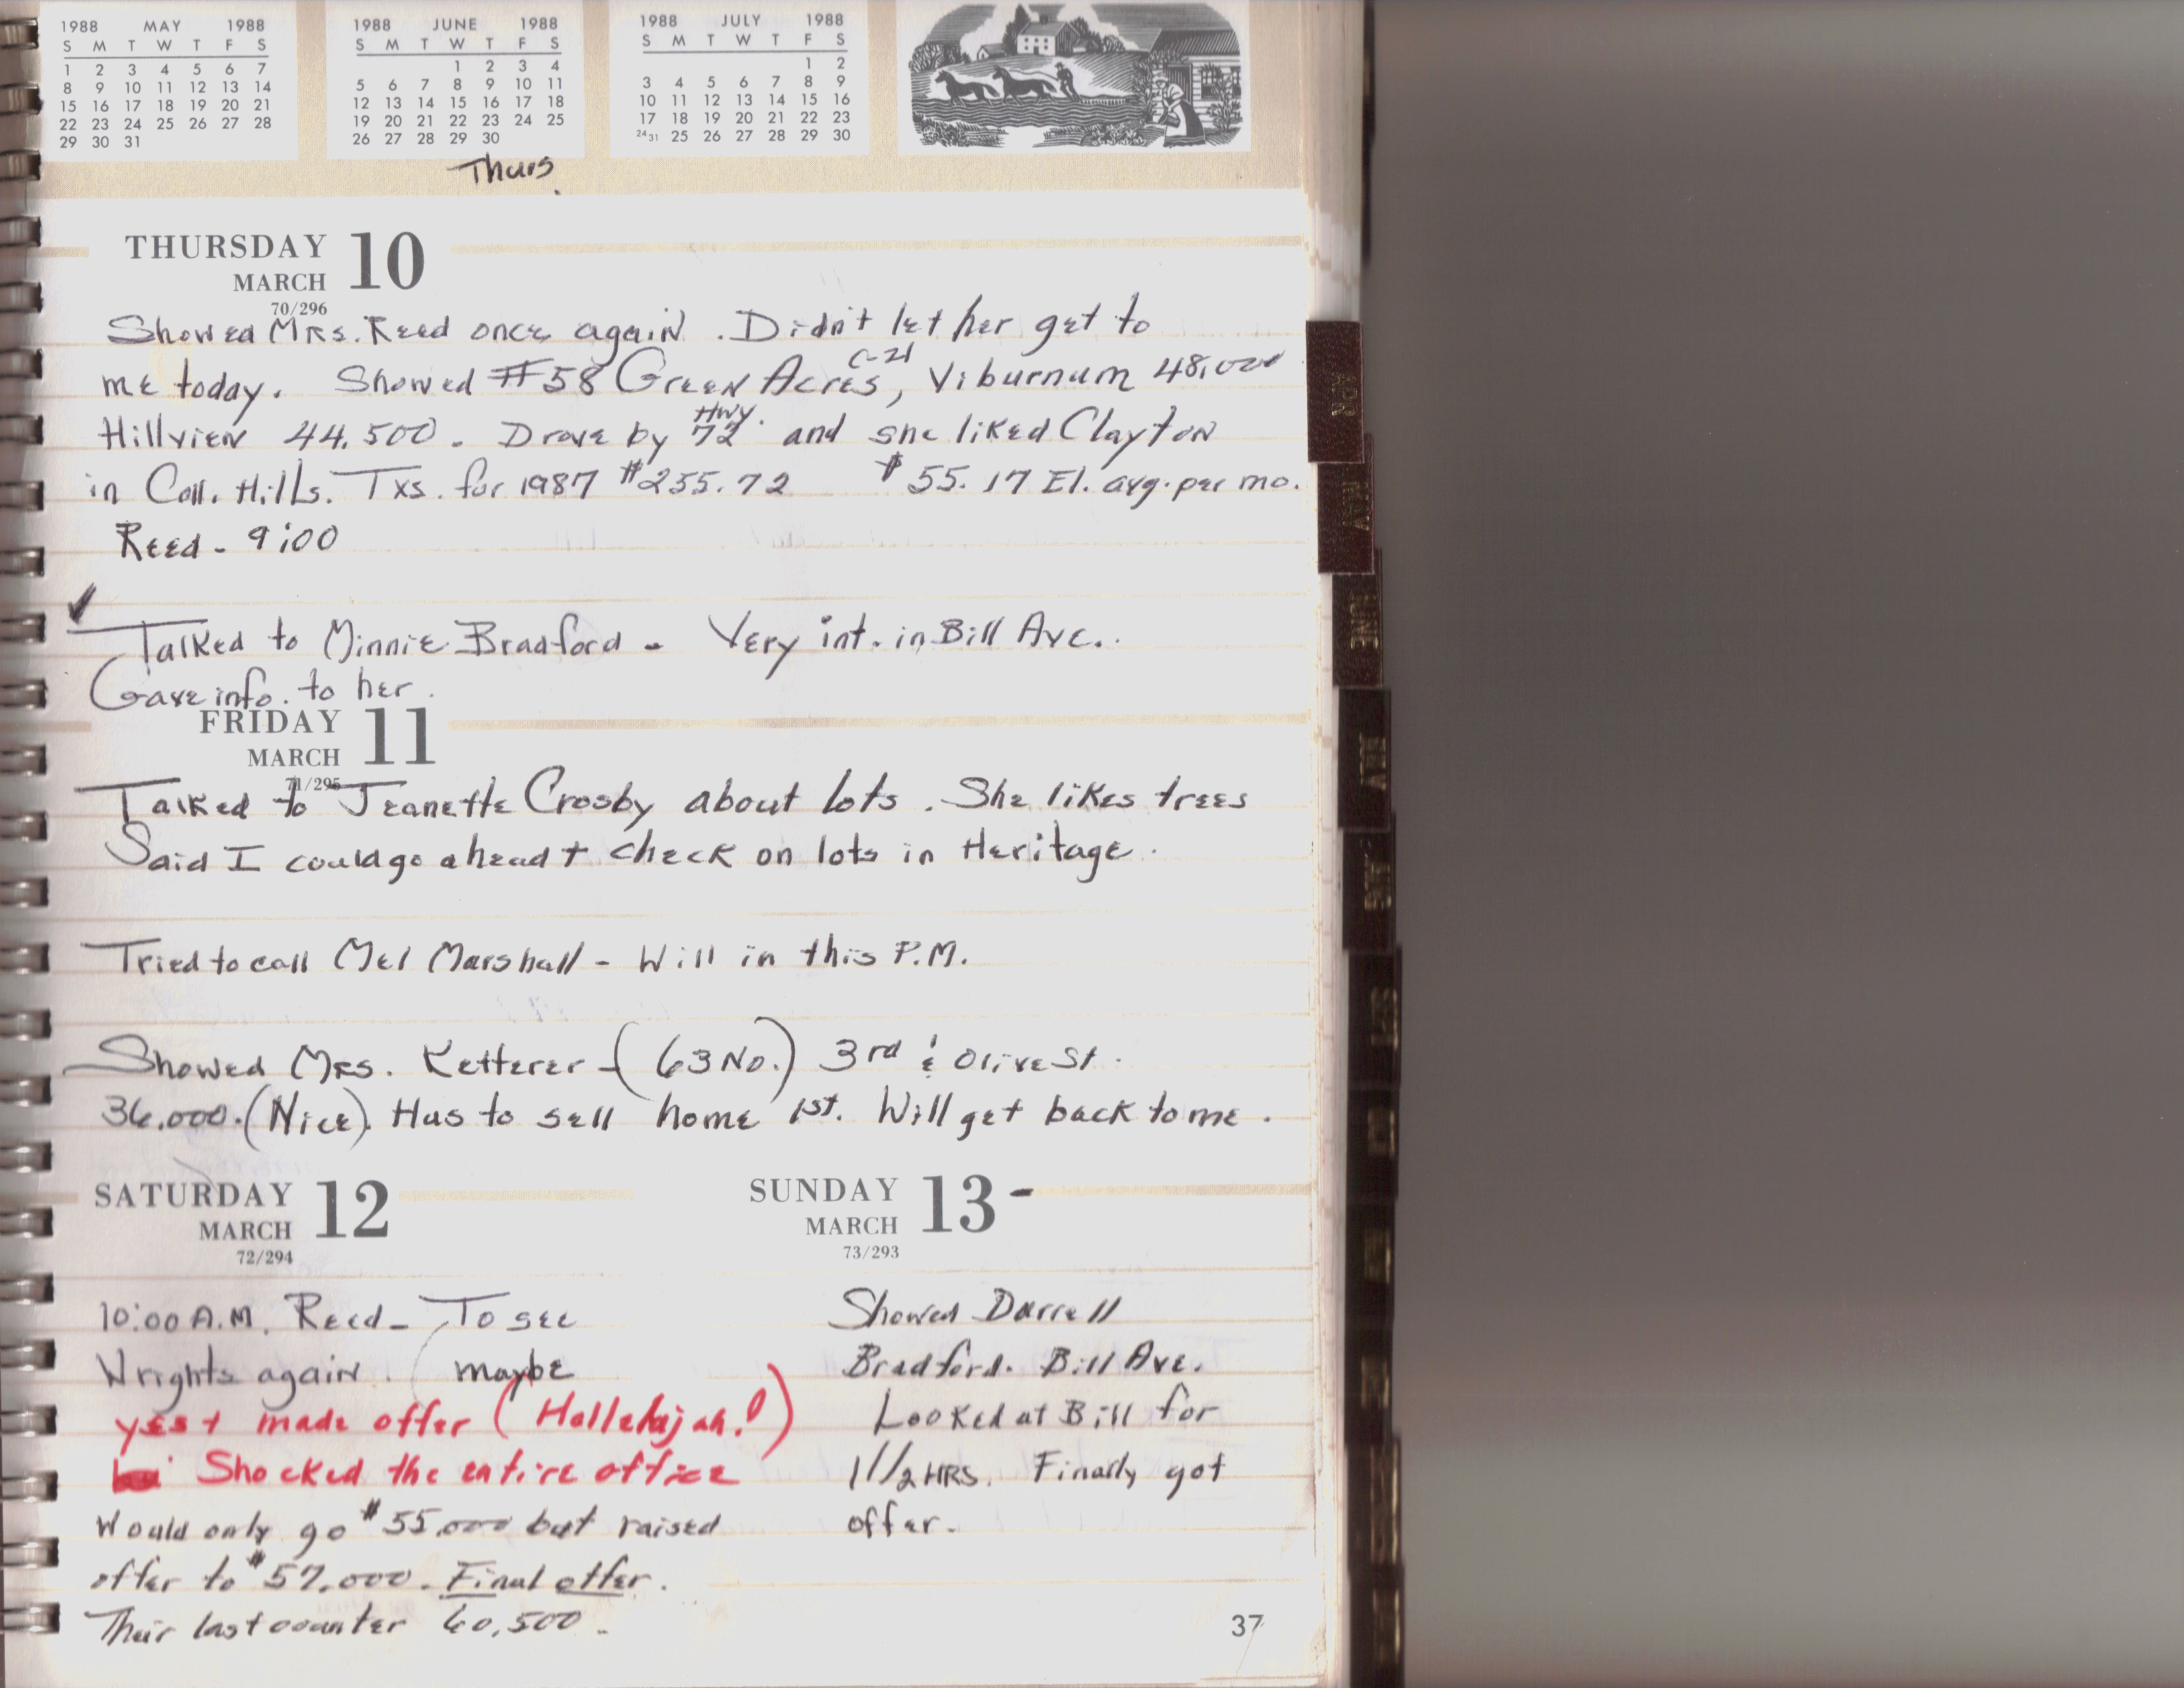 1988 MAY 1988
S M T W T F S
1 2 3 4 5 6 7
8 9 10 11 12 13 14
15 16 17 18 19 20 21
22 23 24 25 26 27 28
29 30 31
1988 JUNE 1988
S M T W T F S
1 2 3 4
5 6 7 8 9 10 11
12 13 14 15 16 17 18
19 20 21 22 23 24 25
26 27 28 29 30
1988 JULY 1988
S M T W T F S
1 2
3 4 5 6 7 8 9
10 11 12 13 14 15 16
17 18 19 20 21 22 23
24 31 25 26 27 28 29 30
Thurs.
THURSDAY 10
MARCH
70/296
Showed Mrs. Reed once again. Didn't let her get to
me today. Showed #58 Green Acres, C-21 Viburnum 48,000
Hillview 44,500. Drove by Hwy. 72 and she liked Clayton
in Coll. Hills. Txs. for 1987 $255.72 $55.17 El. avg. per mo.
Reed - 9:00
✓
Talked to Minnie Bradford - Very int. in Bill Ave.
Gave info. to her.
FRIDAY 11
MARCH
71/295
Talked to Jeanette Crosby about lots. She likes trees
Said I could go ahead + check on lots in Heritage.
Tried to call Mel Marshall - Will in this P.M.
Showed Mrs. Ketterer - (63 No.) 3rd & Olive St.
36,000. (Nice). Has to sell home 1st. Will get back to me.
SATURDAY 12
MARCH
72/294
10:00 A.M. Reed - To see
Wrights again. maybe
yes + made offer (Hallelujah!)
Shocked the entire office
Would only go $55,000 but raised
offer to $57,000. Final offer.
Their last counter 60,500.
SUNDAY 13 -
MARCH
73/293
Showed Darrell
Bradford. Bill Ave.
Looked at Bill for
1 1/2 HRS. Finally got
offer.
37
APR
MAY
JUNE
JULY
AUG
SEPT